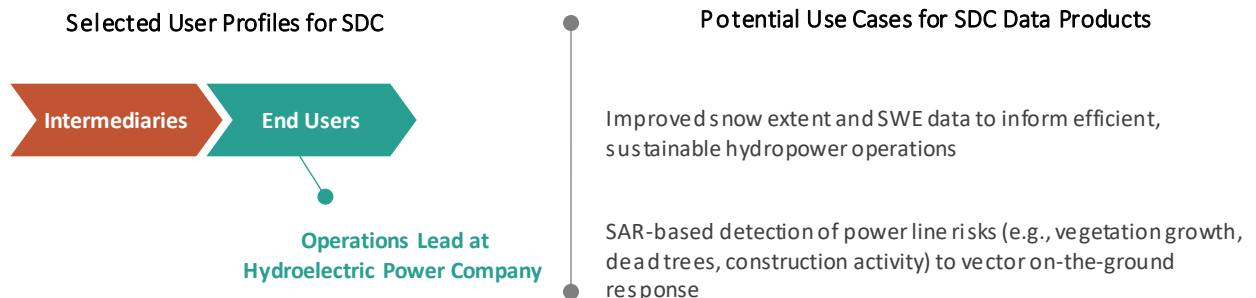 Selected User Profiles for SDC
Intermediaries
End Users
Operations Lead at
Hydroelectric Power Company
Potential Use Cases for SDC Data Products
Improved snow extent and SWE data to inform efficient,
sustainable hydropower operations
SAR-based detection of power line risks (e.g., vegetation growth,
dead trees, construction activity) to vector on-the-ground
response